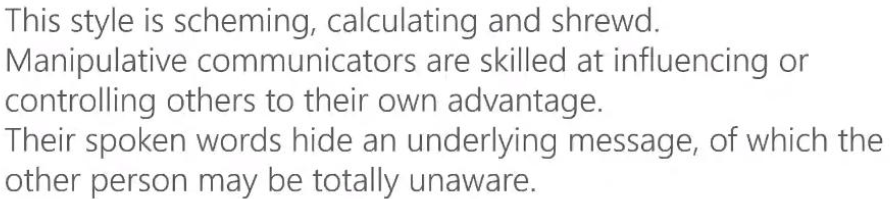 This style is scheming, calculating and shrewd.
Manipulative communicators are skilled at influencing or
controlling others to their own advantage.
Their spoken words hide an underlying message, of which the
other person may be totally unaware.